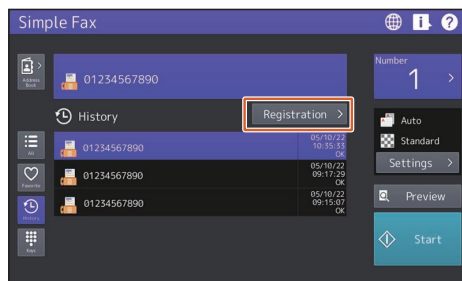 Simple Fax
Address
Book
01234567890
Number
1
History
Registration
All
01234567890
05/10/22
10:35:33
OK
Auto
Standard
Settings
Favorite
01234567890
05/10/22
09:17:29
OK
History
01234567890
05/10/22
09:15:07
OK
Preview
Keys
Start